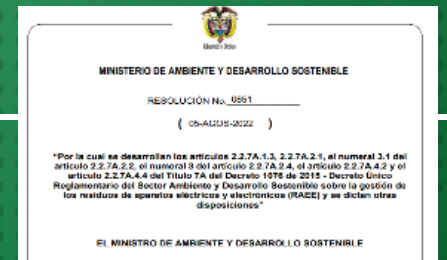 MINISTERIO DE AMBIENTE Y DESARROLLO SOSTENIBLE
RESOLUCIÓN No. 0851
( 05-AGOS-2022 )
"Por la cual se desarrollan los artículos 2.2.7A.1.3, 2.2.7A.2.1, el numeral 3.1 del
artículo 2.2.7A.2.2, el numeral 3 del artículo 2.2.7A.2.4, el artículo 2.2.7A.4.2 y el
artículo 2.2.7A.4.4 del Título 7A del Decreto 1076 de 2015 - Decreto Único
Reglamentario del Sector Ambiente y Desarrollo Sostenible sobre la gestión de
los residuos de aparatos eléctricos y electrónicos (RAEE) y se dictan otras
disposiciones"
EL MINISTRO DE AMBIENTE Y DESARROLLO SOSTENIBLE